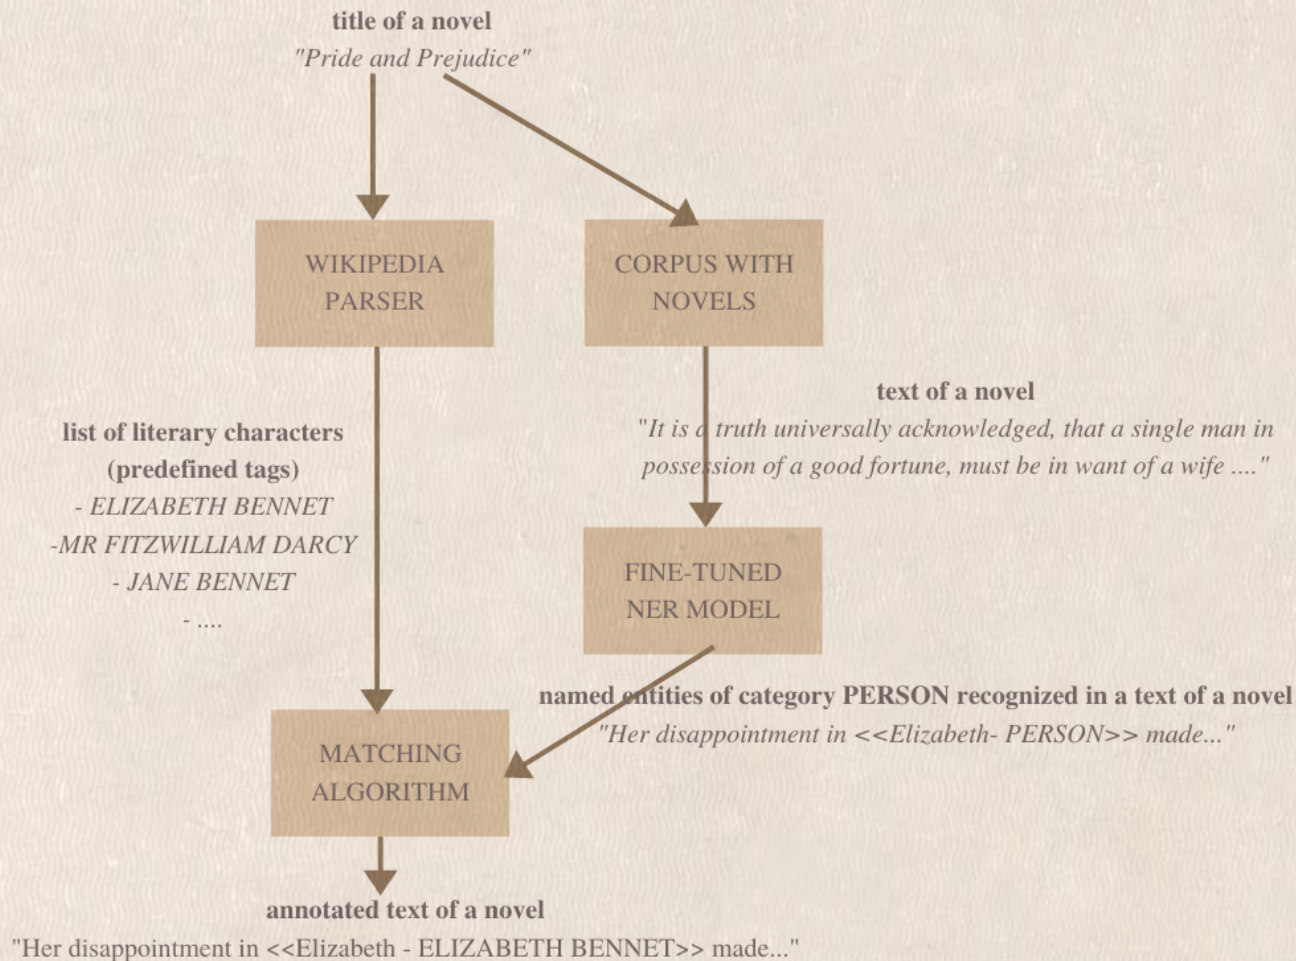 title of a novel
"Pride and Prejudice"
WIKIPEDIA
PARSER
CORPUS WITH
NOVELS
list of literary characters
(predefined tags)
- ELIZABETH BENNET
-MR FITZWILLIAM DARCY
- JANE BENNET
- ....
text of a novel
"It is a truth universally acknowledged, that a single man in
possession of a good fortune, must be in want of a wife ...."
FINE-TUNED
NER MODEL
named entities of category PERSON recognized in a text of a novel
"Her disappointment in <<Elizabeth- PERSON>> made..."
MATCHING
ALGORITHM
annotated text of a novel
"Her disappointment in <<Elizabeth - ELIZABETH BENNET>> made..."